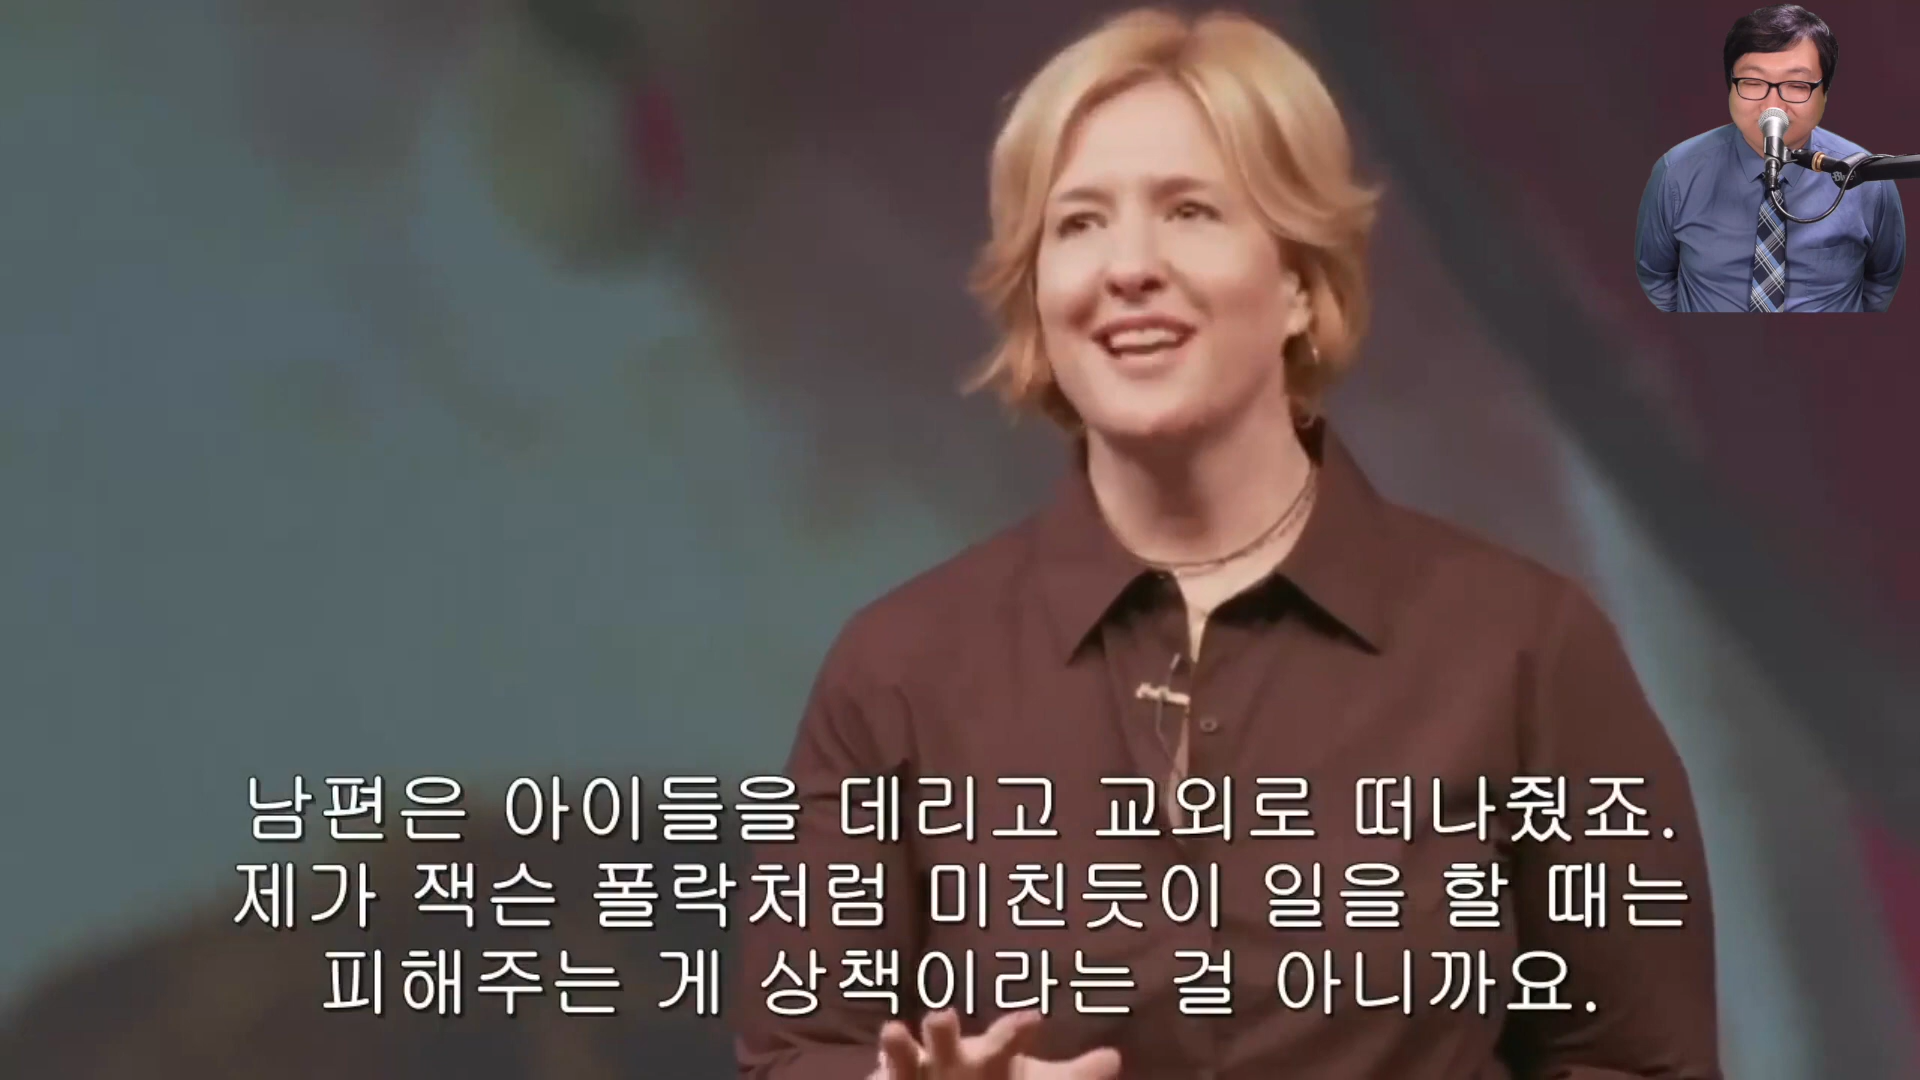 남편은 아이들을 데리고 교외로 떠나줬죠.
제가 잭슨 폴락처럼 미친듯이 일을 할 때는
피해주는 게 상책이라는 걸 아니까요.